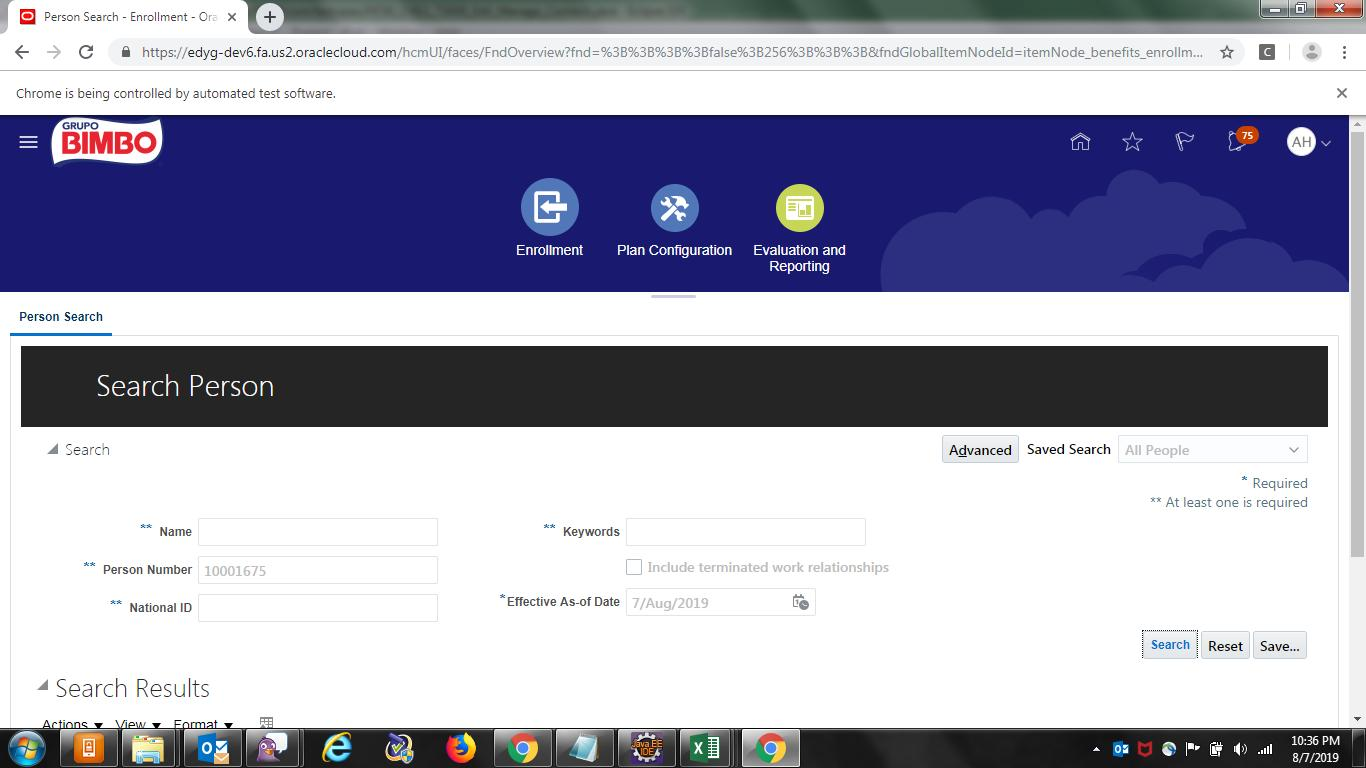 Person Search - Enrollment - Ora
https://edyg-dev6.fa.us2.oraclecloud.com/hcmUI/faces/FndOverview?fnd=%3B%3B%3B%3Bfalse%3B256%3B%3B%3B&fndGlobalItemNodeId=itemNode_benefits_enrollm...
C
Chrome is being controlled by automated test software.
GRUPO
BIMBO
75
AH
Enrollment
Plan Configuration
Evaluation and
Reporting
Person Search
Search Person
Search
Advanced
Saved Search
All People
* Required
** At least one is required
** Name
** Keywords
** Person Number
10001675
Include terminated work relationships
** National ID
*Effective As-of Date
7/Aug/2019
Search
Reset
Save...
Search Results
Actions
View
Format
Java EE
IDE
10:36 PM
8/7/2019